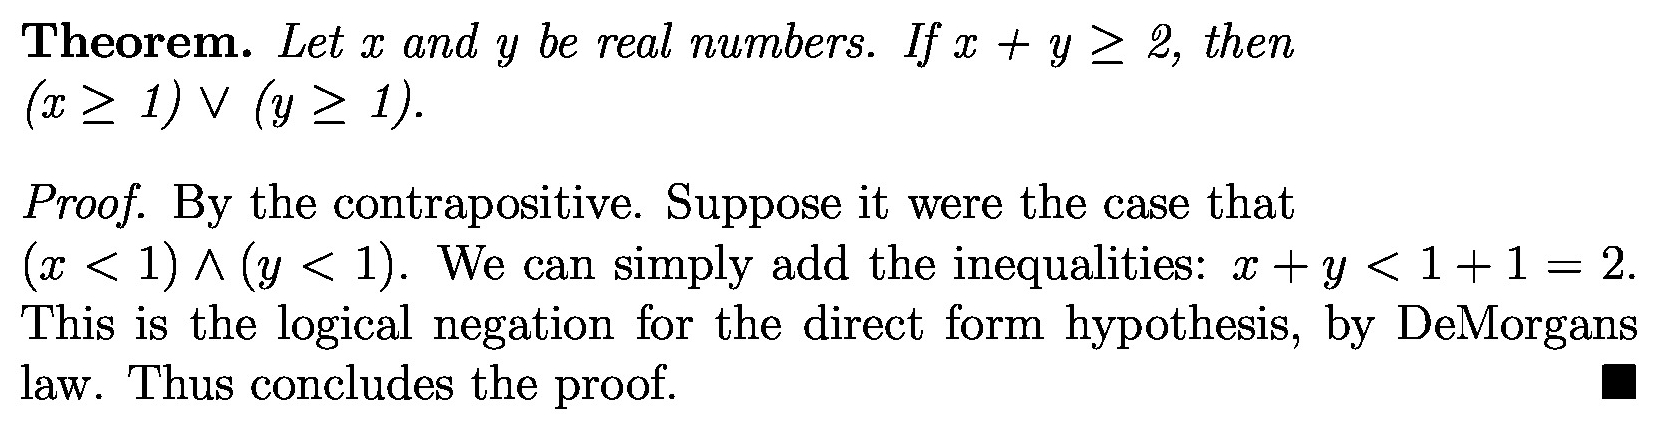 Theorem. Let x and y be real numbers. If x + y ≥ 2, then
(x ≥ 1) ∨ (y ≥ 1).
Proof. By the contrapositive. Suppose it were the case that
(x < 1) ∧ (y < 1). We can simply add the inequalities: x + y < 1 + 1 = 2.
This is the logical negation for the direct form hypothesis, by DeMorgans
law. Thus concludes the proof. ■